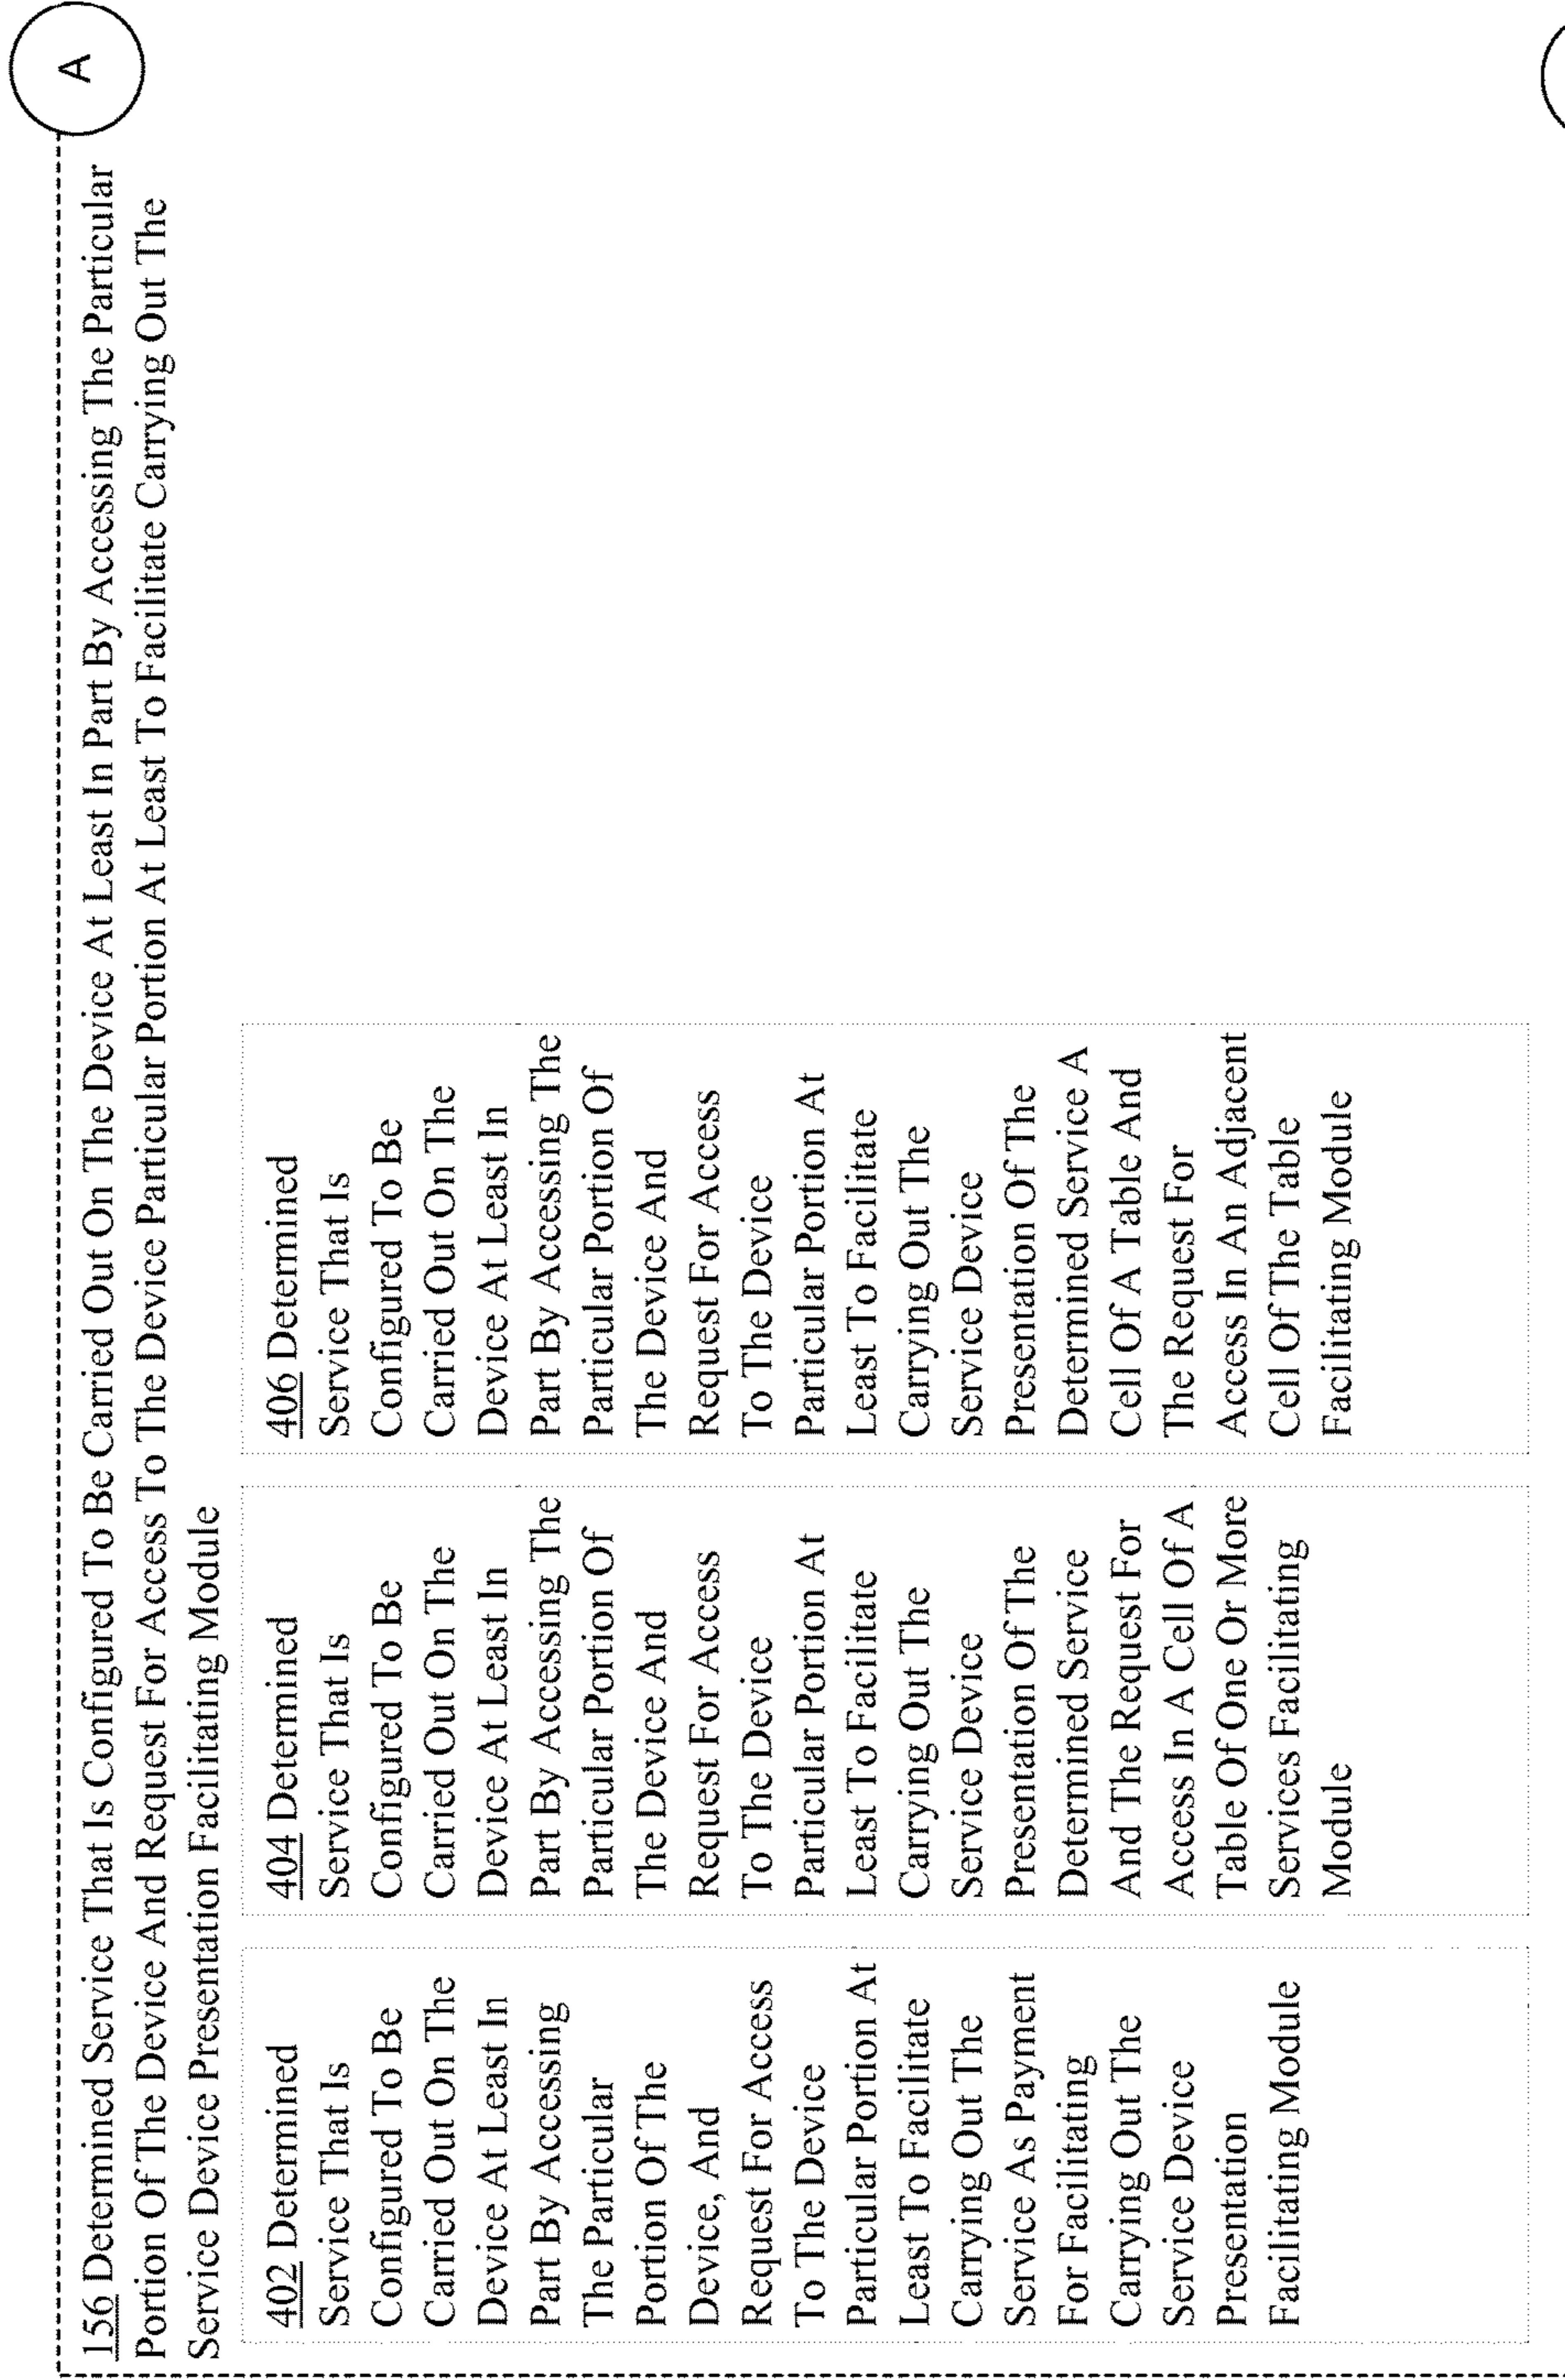 156 Determined Service That Is Configured To Be Carried Out On The Device At Least In Part By Accessing The Particular
Portion Of The Device And Request For Access To The Device Particular Portion At Least To Facilitate Carrying Out The
Service Device Presentation Facilitating Module
402 Determined
Service That Is
Configured To Be
Carried Out On The
Device At Least In
Part By Accessing
The Particular
Portion Of The
Device, And
Request For Access
To The Device
Particular Portion At
Least To Facilitate
Carrying Out The
Service As Payment
For Facilitating
Carrying Out The
Service Device
Presentation
Facilitating Module
404 Determined
Service That Is
Configured To Be
Carried Out On The
Device At Least In
Part By Accessing The
Particular Portion Of
The Device And
Request For Access
To The Device
Particular Portion At
Least To Facilitate
Carrying Out The
Service Device
Presentation Of The
Determined Service
And The Request For
Access In A Cell Of A
Table Of One Or More
Services Facilitating
Module
406 Determined
Service That Is
Configured To Be
Carried Out On The
Device At Least In
Part By Accessing The
Particular Portion Of
The Device And
Request For Access
To The Device
Particular Portion At
Least To Facilitate
Carrying Out The
Service Device
Presentation Of The
Determined Service A
Cell Of A Table And
The Request For
Access In An Adjacent
Cell Of The Table
Facilitating Module
A